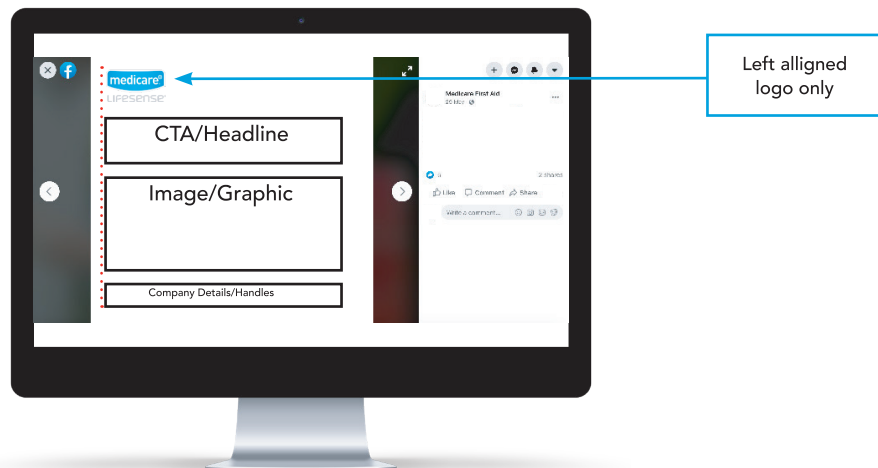 medicare®
LIFESENSE®
CTA/Headline
Image/Graphic
Company Details/Handles
Medicare First Aid
Like Comment Share
Write a comment...
Left alligned
logo only